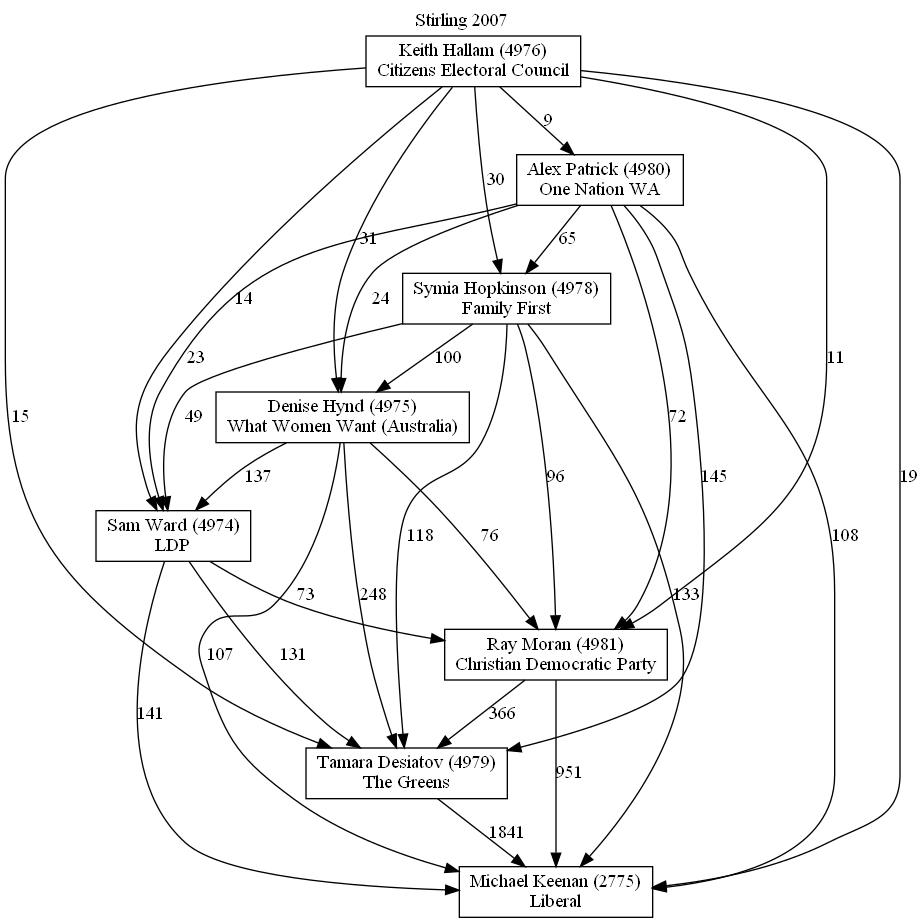 Stirling 2007
Keith Hallam (4976)
Citizens Electoral Council
9
Alex Patrick (4980)
One Nation WA
30
31
65
Symia Hopkinson (4978)
Family First
14
24
23
100
11
15
49
Denise Hynd (4975)
What Women Want (Australia)
72
137
96
145
19
Sam Ward (4974)
LDP
118
76
108
73
248
133
Ray Moran (4981)
Christian Democratic Party
107
131
141
366
Tamara Desiatov (4979)
The Greens
951
1841
Michael Keenan (2775)
Liberal